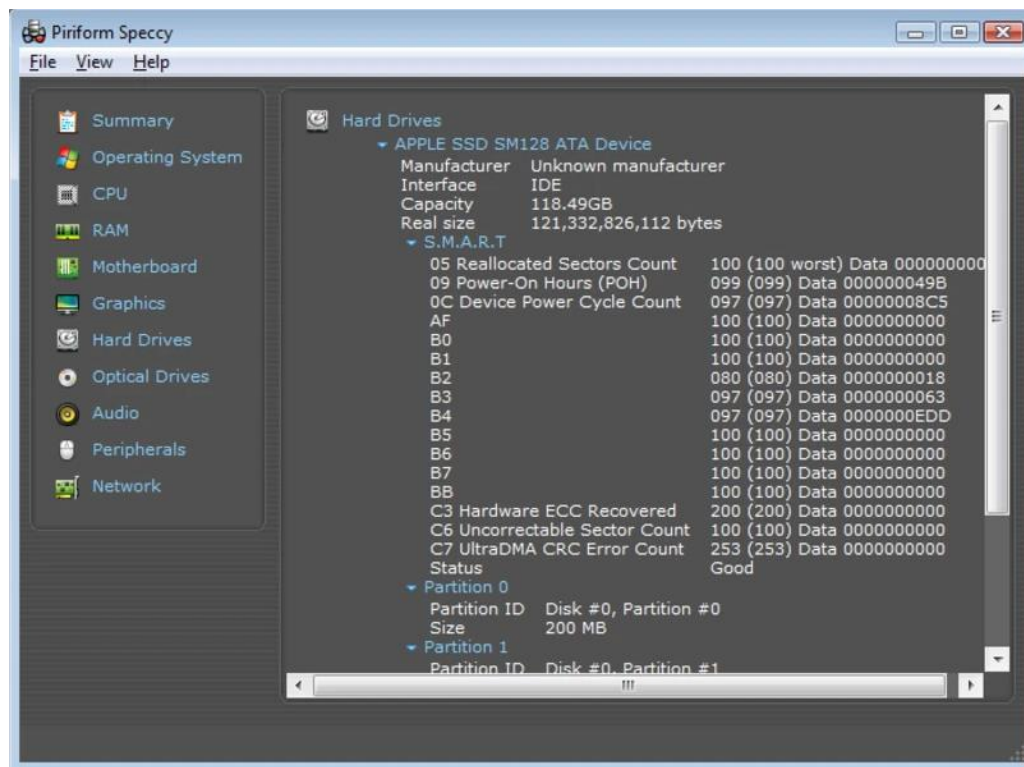 Piriform Speccy
File View Help
Summary
Operating System
CPU
RAM
Motherboard
Graphics
Hard Drives
Optical Drives
Audio
Peripherals
Network
Hard Drives
APPLE SSD SM128 ATA Device
Manufacturer Unknown manufacturer
Interface IDE
Capacity 118.49GB
Real size 121,332,826,112 bytes
S.M.A.R.T
05 Reallocated Sectors Count 100 (100 worst) Data 000000000
09 Power-On Hours (POH) 099 (099) Data 000000049B
0C Device Power Cycle Count 097 (097) Data 00000008C5
AF 100 (100) Data 0000000000
B0 100 (100) Data 0000000000
B1 100 (100) Data 0000000000
B2 080 (080) Data 0000000018
B3 097 (097) Data 0000000063
B4 097 (097) Data 0000000EDD
B5 100 (100) Data 0000000000
B6 100 (100) Data 0000000000
B7 100 (100) Data 0000000000
BB 100 (100) Data 0000000000
C3 Hardware ECC Recovered 200 (200) Data 0000000000
C6 Uncorrectable Sector Count 100 (100) Data 0000000000
C7 UltraDMA CRC Error Count 253 (253) Data 0000000000
Status Good
Partition 0
Partition ID Disk #0, Partition #0
Size 200 MB
Partition 1
Partition ID Disk #0, Partition #1